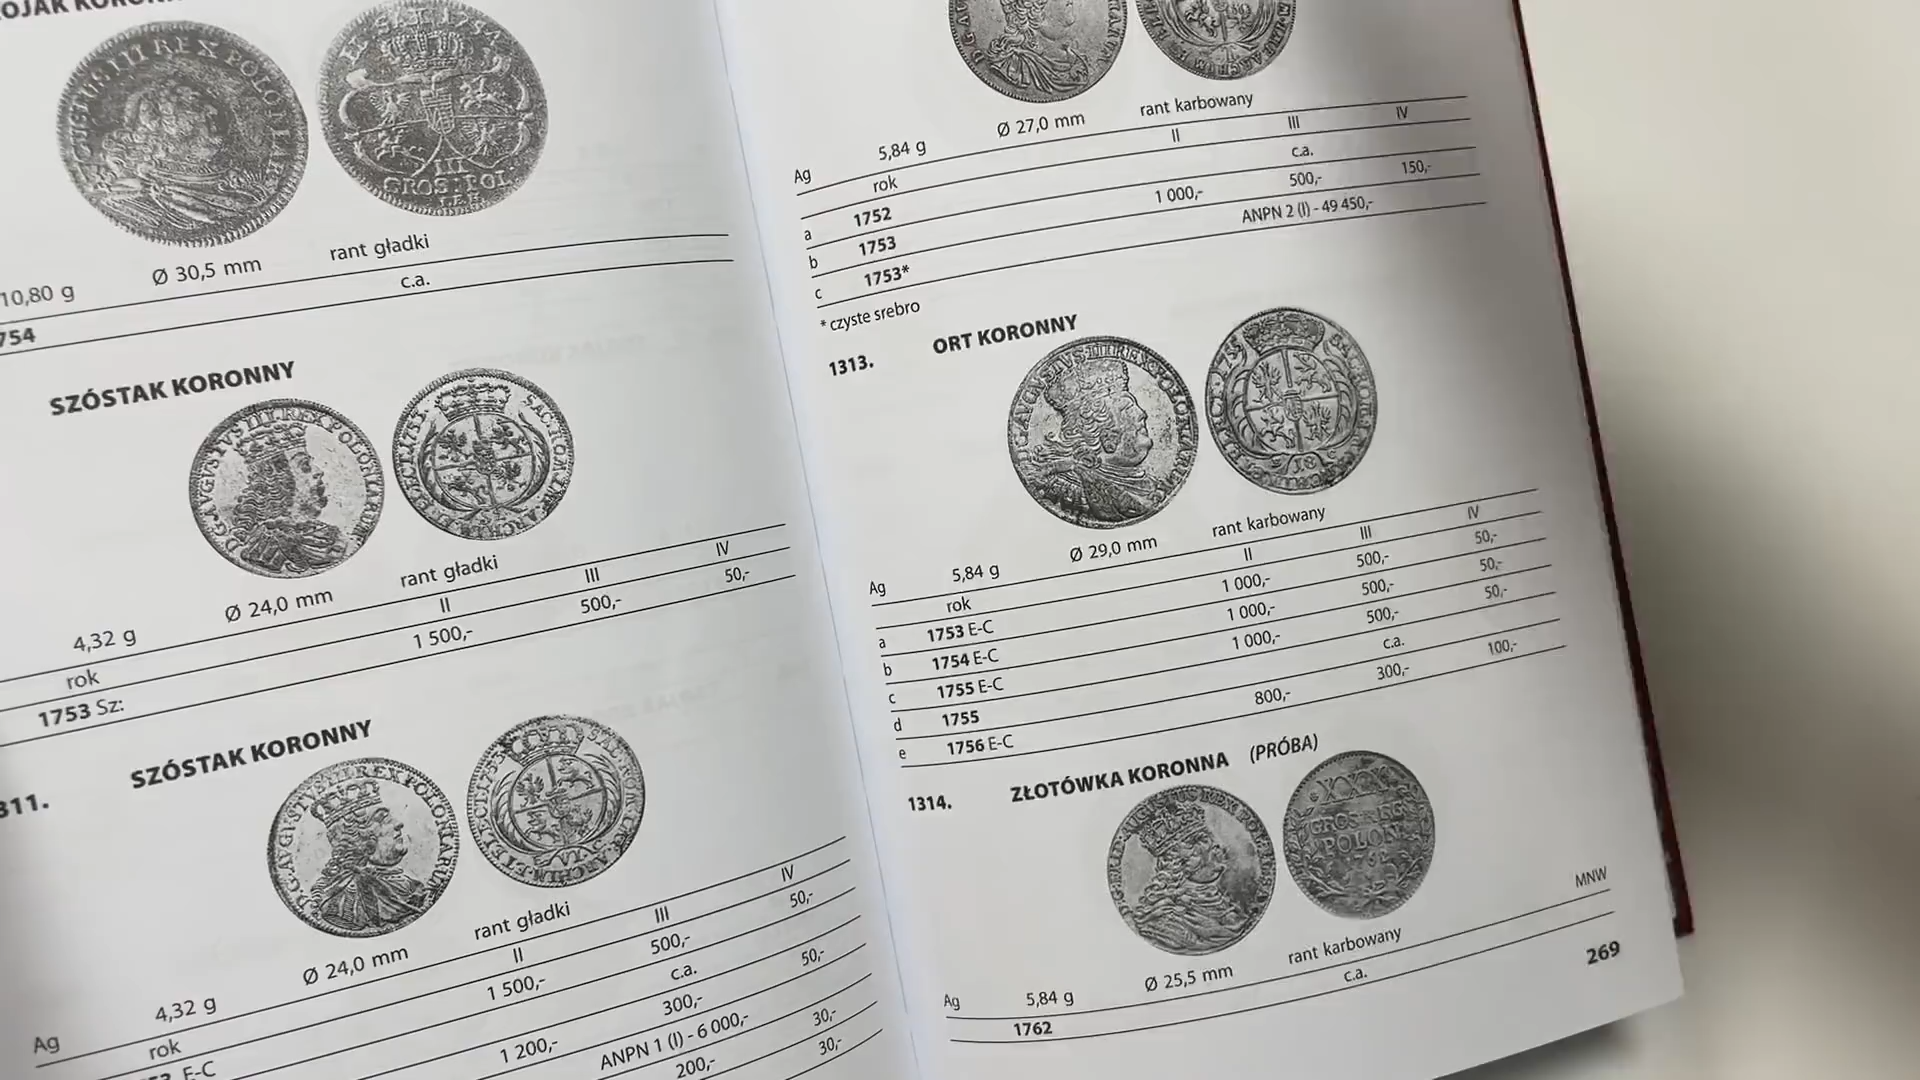 KORONN
10,80 g
Ø 30,5 mm
rant gładki
c.a.
754
SZÓSTAK KORONNY
4,32 g
Ø 24,0 mm
rant gładki
rok
II
III
IV
1753 Sz:
1 500,-
500,-
50,-
311.
SZÓSTAK KORONNY
Ag
4,32 g
Ø 24,0 mm
rant gładki
rok
II
III
IV
E-C
1 500,-
500,-
50,-
c.a.
1 200,-
300,-
50,-
ANPN 1 (I) - 6 000,-
200,-
30,-
30,-
Ag
5,84 g
Ø 27,0 mm
rant karbowany
rok
II
III
IV
a
1752
c.a.
b
1753
1 000,-
500,-
150,-
c
1753*
ANPN 2 (I) - 49 450,-
* czyste srebro
1313.
ORT KORONNY
Ag
5,84 g
Ø 29,0 mm
rant karbowany
rok
II
III
IV
a
1753 E-C
1 000,-
500,-
50,-
b
1754 E-C
1 000,-
500,-
50,-
c
1755 E-C
1 000,-
500,-
50,-
d
1755
c.a.
e
1756 E-C
800,-
300,-
100,-
1314.
ZŁOTÓWKA KORONNA (PRÓBA)
Ag
5,84 g
Ø 25,5 mm
rant karbowany
MNW
1762
c.a.
269